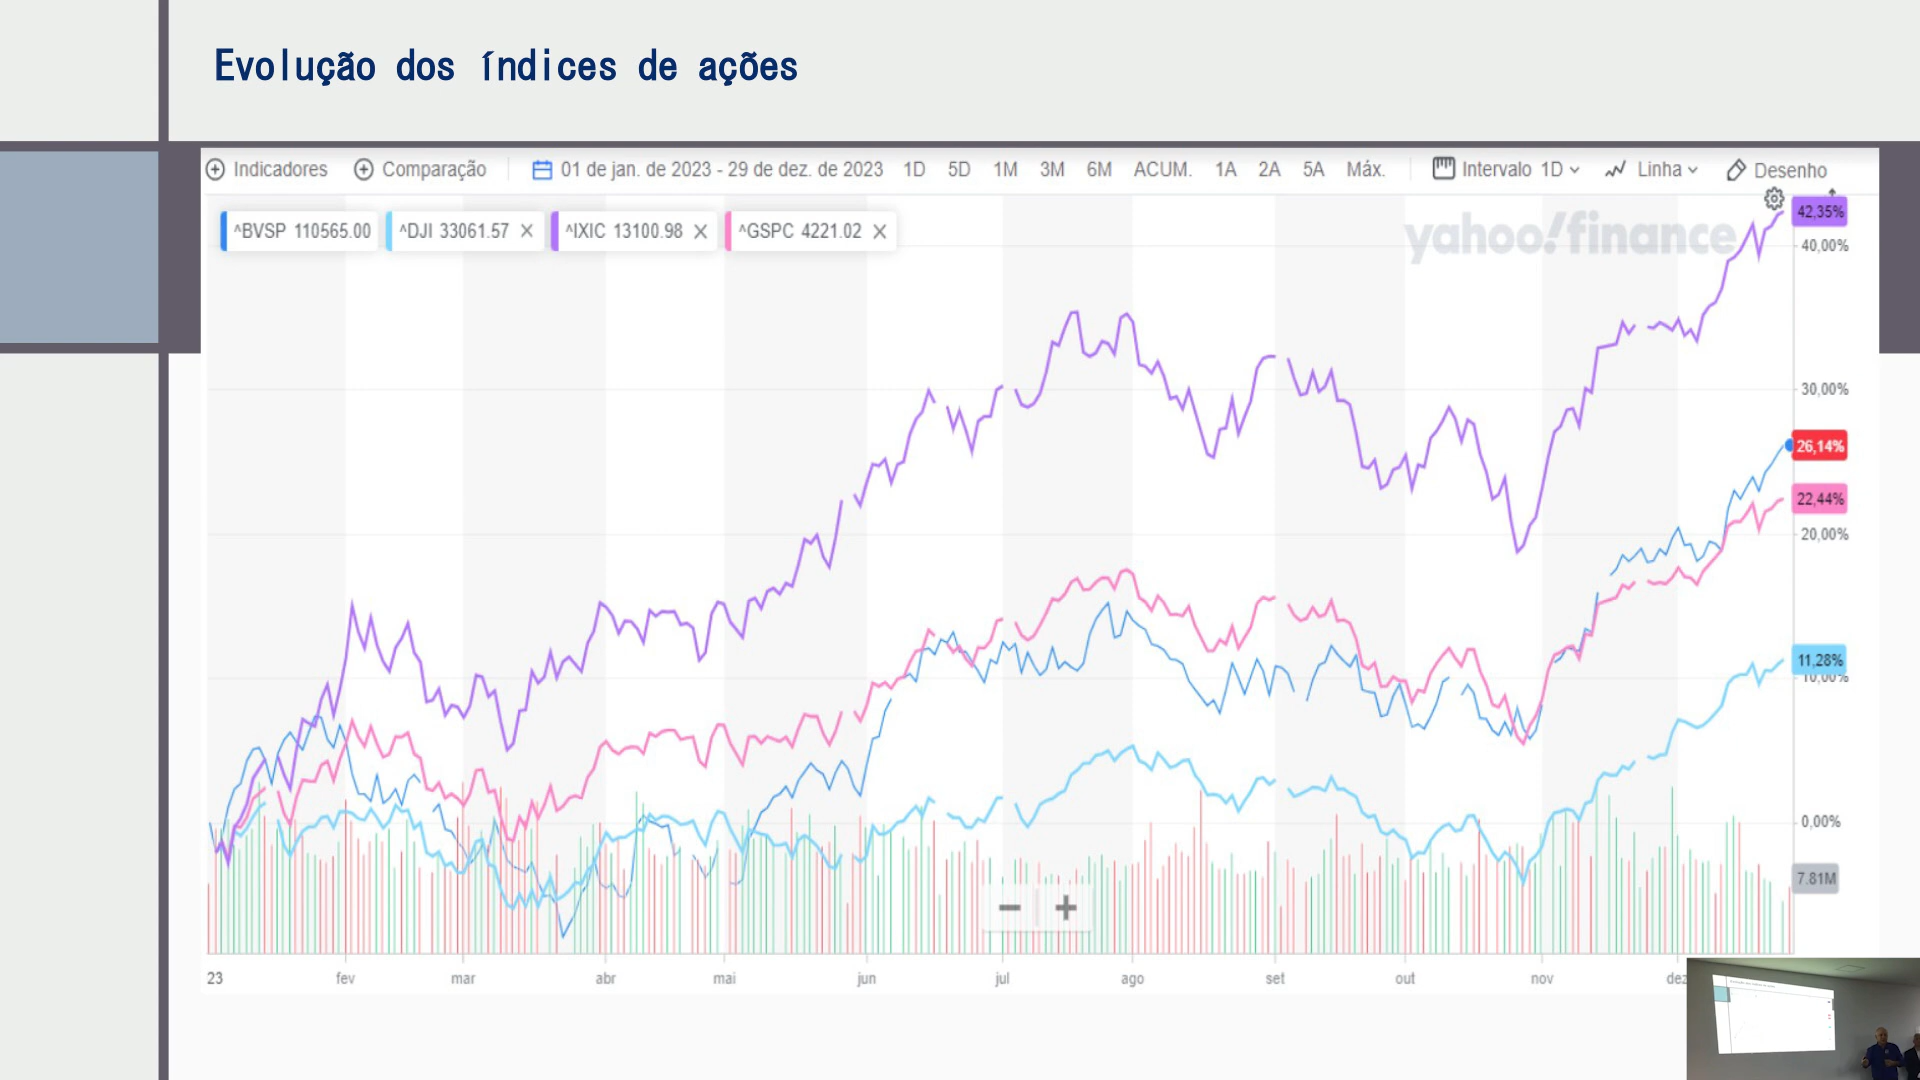 Evolução dos índices de ações
Indicadores Comparação 01 de jan. de 2023 - 29 de dez. de 2023 1D 5D 1M 3M 6M ACUM. 1A 2A 5A Máx. Intervalo 1D Linha Desenho
^BVSP 110565.00 ^DJI 33061.57 ^IXIC 13100.98 ^GSPC 4221.02
yahoo!finance
42,35%
40,00%
30,00%
26,14%
22,44%
20,00%
11,28%
10,00%
0,00%
7.81M
23 fev mar abr mai jun jul ago set out nov dez